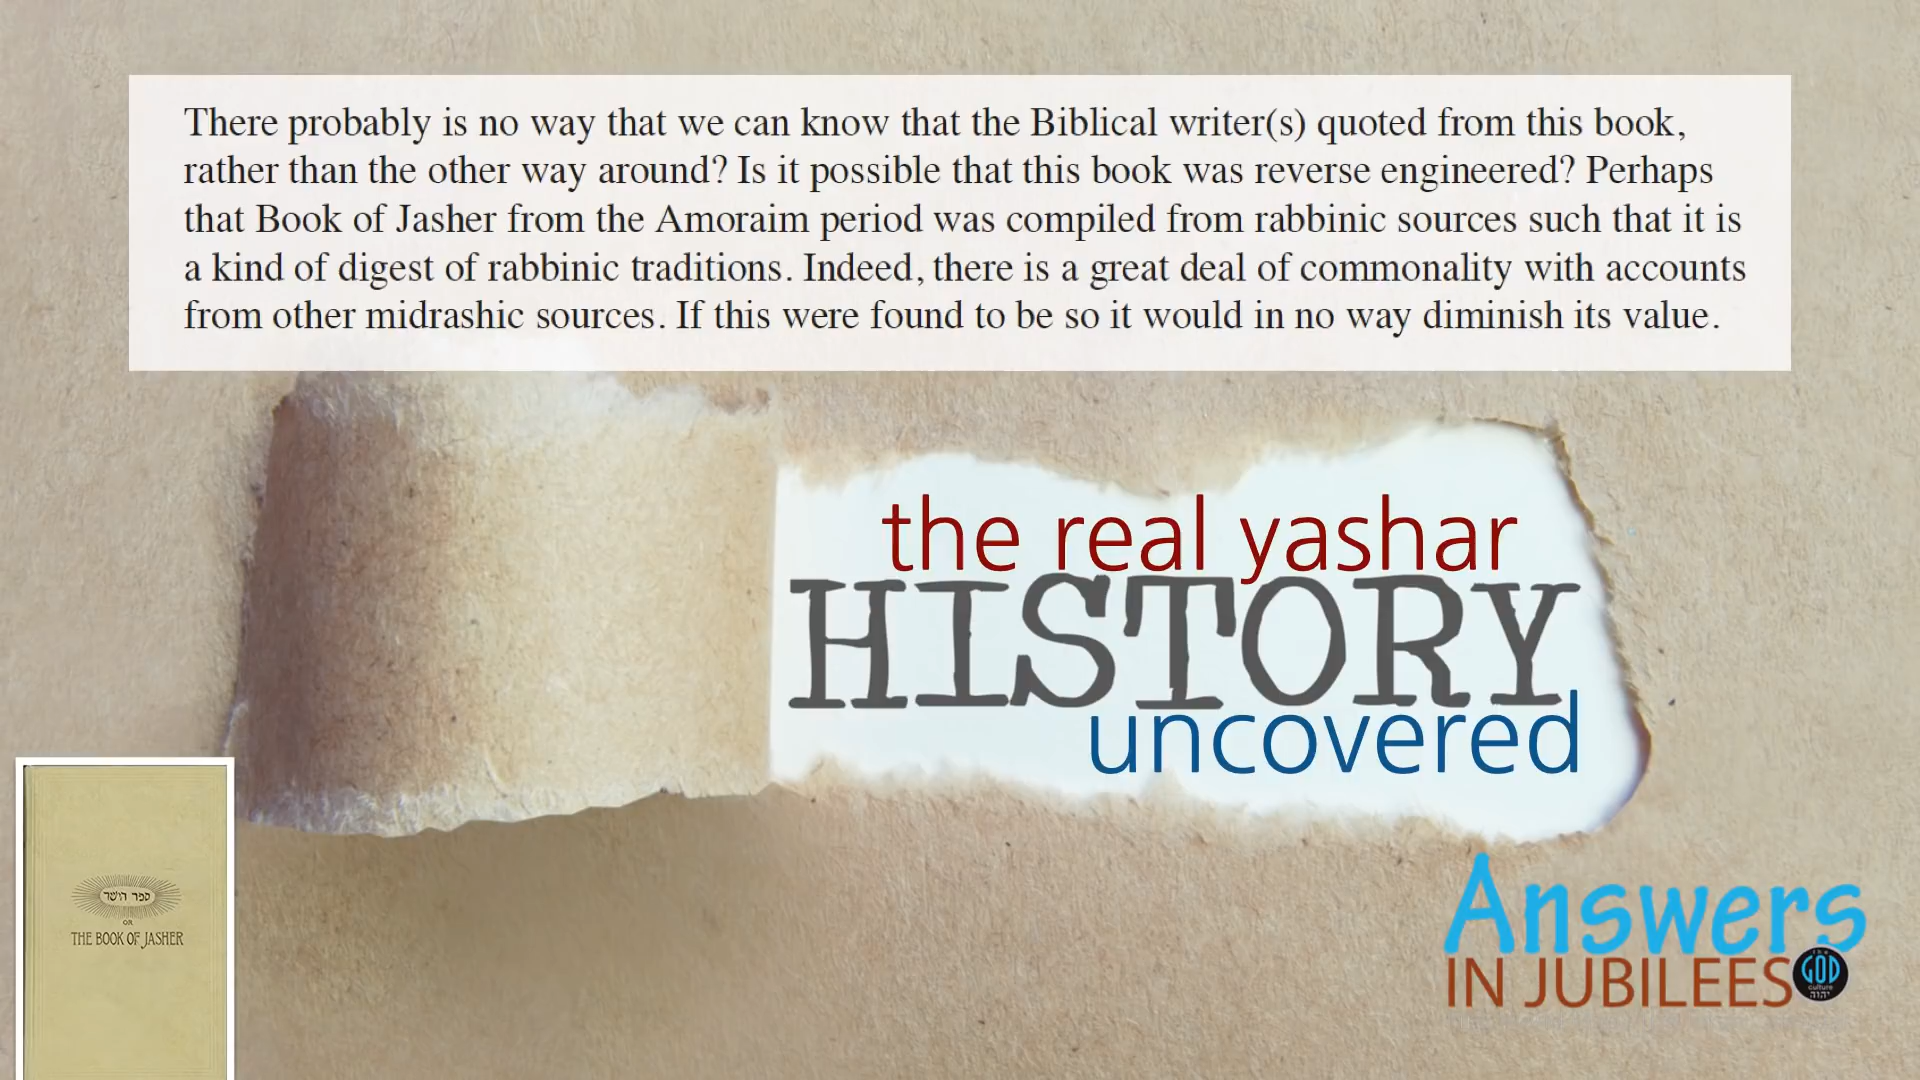 There probably is no way that we can know that the Biblical writer(s) quoted from this book,
rather than the other way around? Is it possible that this book was reverse engineered? Perhaps
that Book of Jasher from the Amoraim period was compiled from rabbinic sources such that it is
a kind of digest of rabbinic traditions. Indeed, there is a great deal of commonality with accounts
from other midrashic sources. If this were found to be so it would in no way diminish its value.
the real yashar
HISTORY
uncovered
ספר הישר
OR
THE BOOK OF JASHER
Answers
IN JUBILEES
the
GOD
culture
יהוה